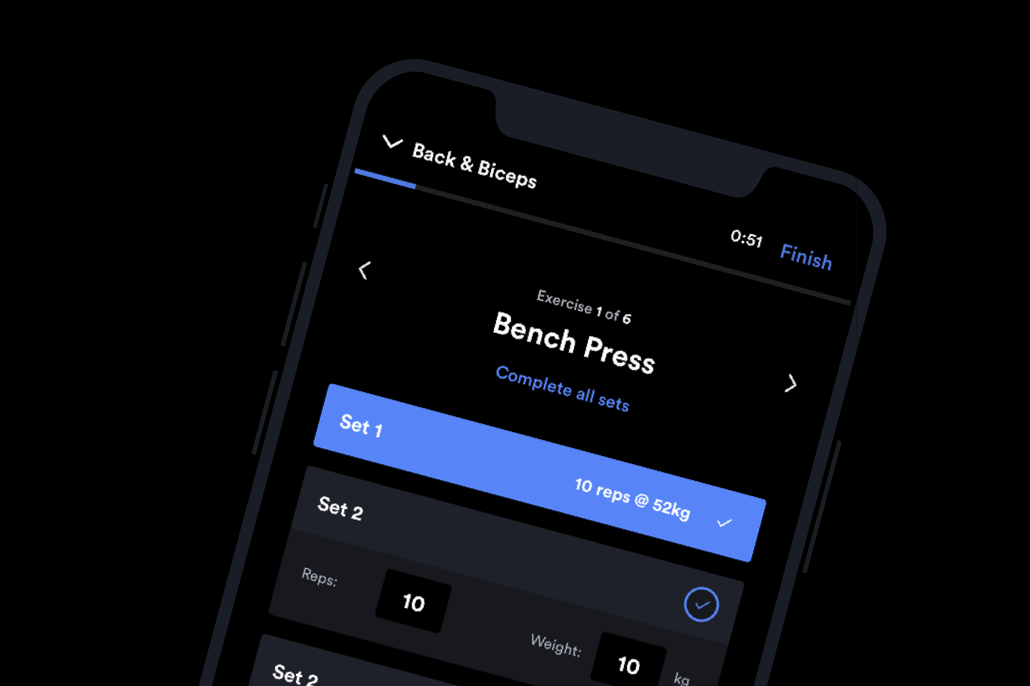 Back & Biceps
0:51 Finish
Exercise 1 of 6
Bench Press
Complete all sets
Set 1
10 reps @ 52kg
Set 2
Reps: 10
Weight: 10 kg
Set 2